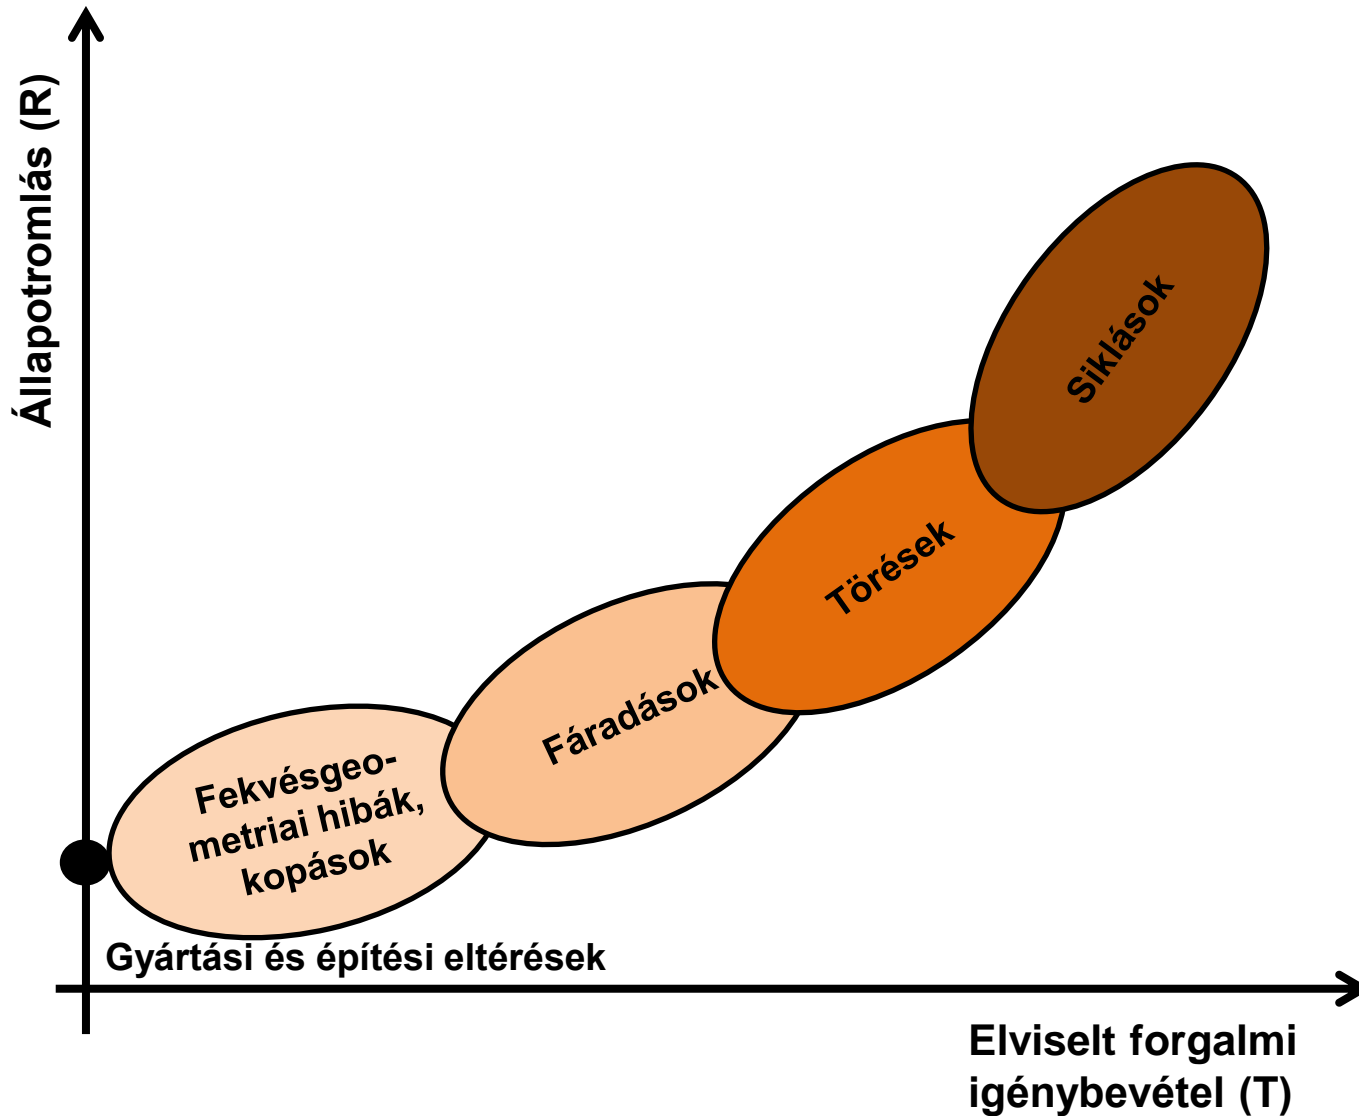 Állapotromlás (R)
Siklások
Törések
Fáradások
Fekvésgeo-
metriai hibák,
kopások
Gyártási és építési eltérések
Elviselt forgalmi
igénybevétel (T)